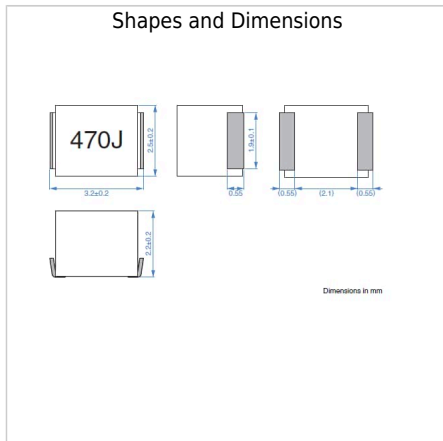 Shapes and Dimensions
470J
2.5±0.2
1.9±0.1
3.2±0.2
0.55
(0.55)
(2.1)
(0.55)
2.2±0.2
Dimensions in mm